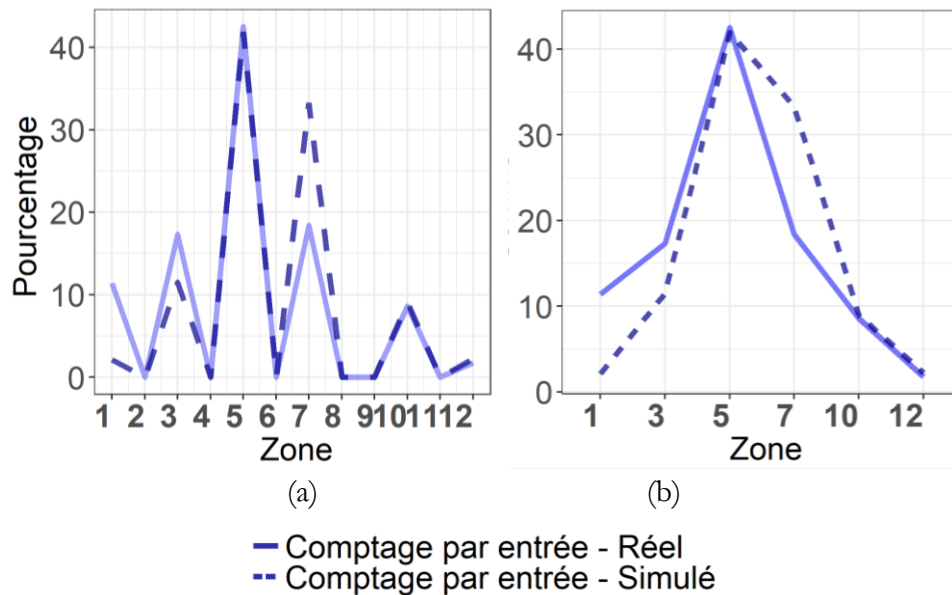 40
30
20
10
0
Pourcentage
1 2 3 4 5 6 7 8 9 10 11 12
Zone
(a)
40
30
20
10
0
1 3 5 7 10 12
Zone
(b)
Comptage par entrée - Réel
Comptage par entrée - Simulé